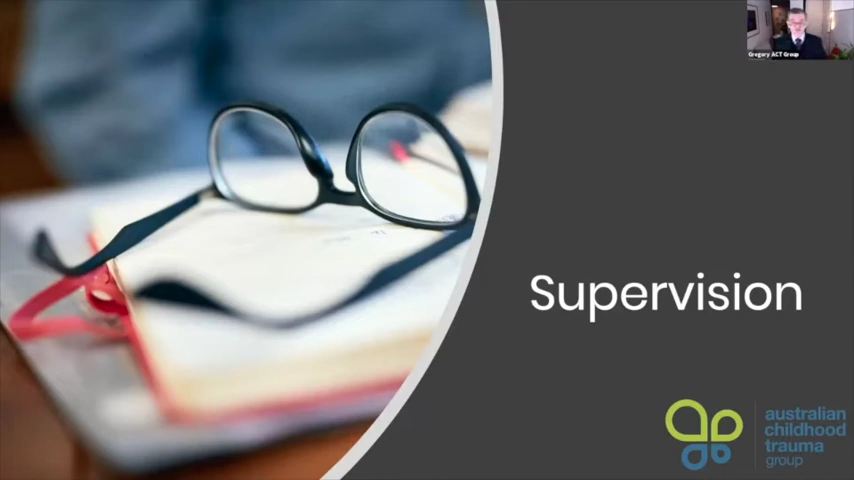 Gregory ACT Group
Supervision
australian
childhood
trauma
group